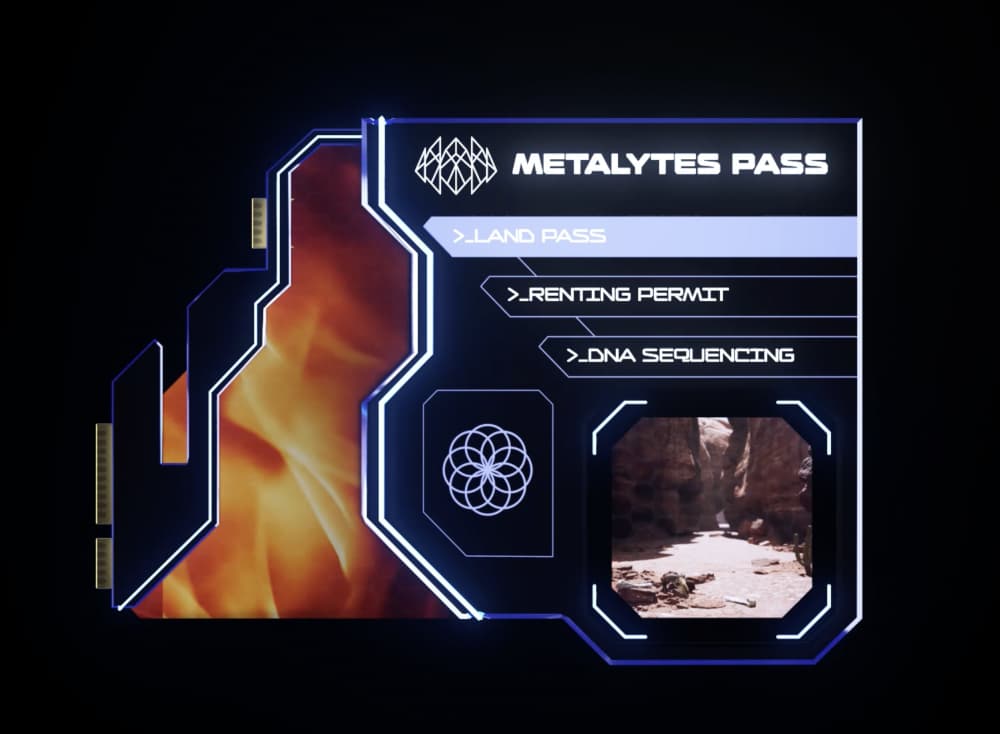 METALYTES PASS
>_LAND PASS
>_RENTING PERMIT
>_DNA SEQUENCING